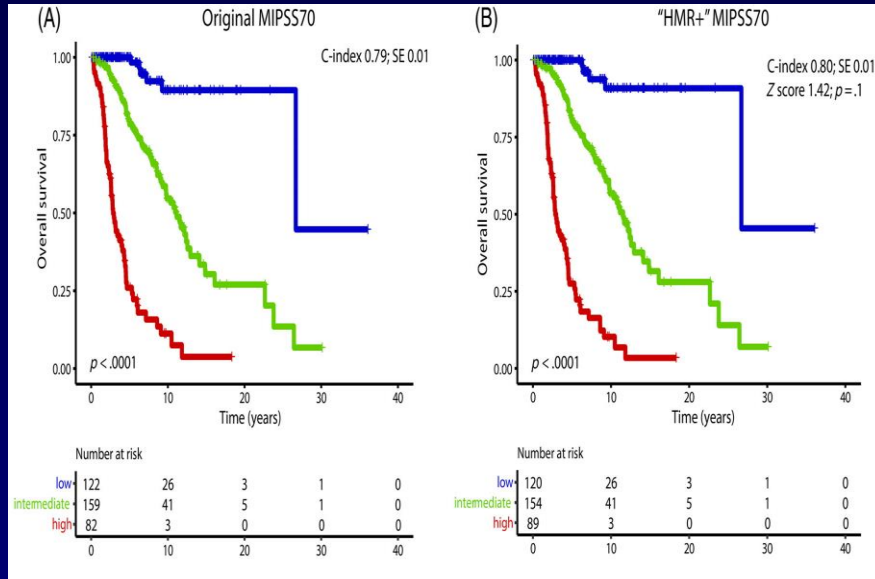 (A) Original MIPSS70
C-index 0.79; SE 0.01
1.00
0.75
0.50
0.25
0.00
Overall survival
p < .0001
0 10 20 30 40
Time (years)
Number at risk
low 122 26 3 1 0
intermediate 159 41 5 1 0
high 82 3 0 0 0
0 10 20 30 40
(B) “HMR+” MIPSS70
C-index 0.80; SE 0.01
Z score 1.42; p = .1
1.00
0.75
0.50
0.25
0.00
Overall survival
p < .0001
0 10 20 30 40
Time (years)
Number at risk
low 120 26 3 1 0
intermediate 154 41 5 1 0
high 89 3 0 0 0
0 10 20 30 40